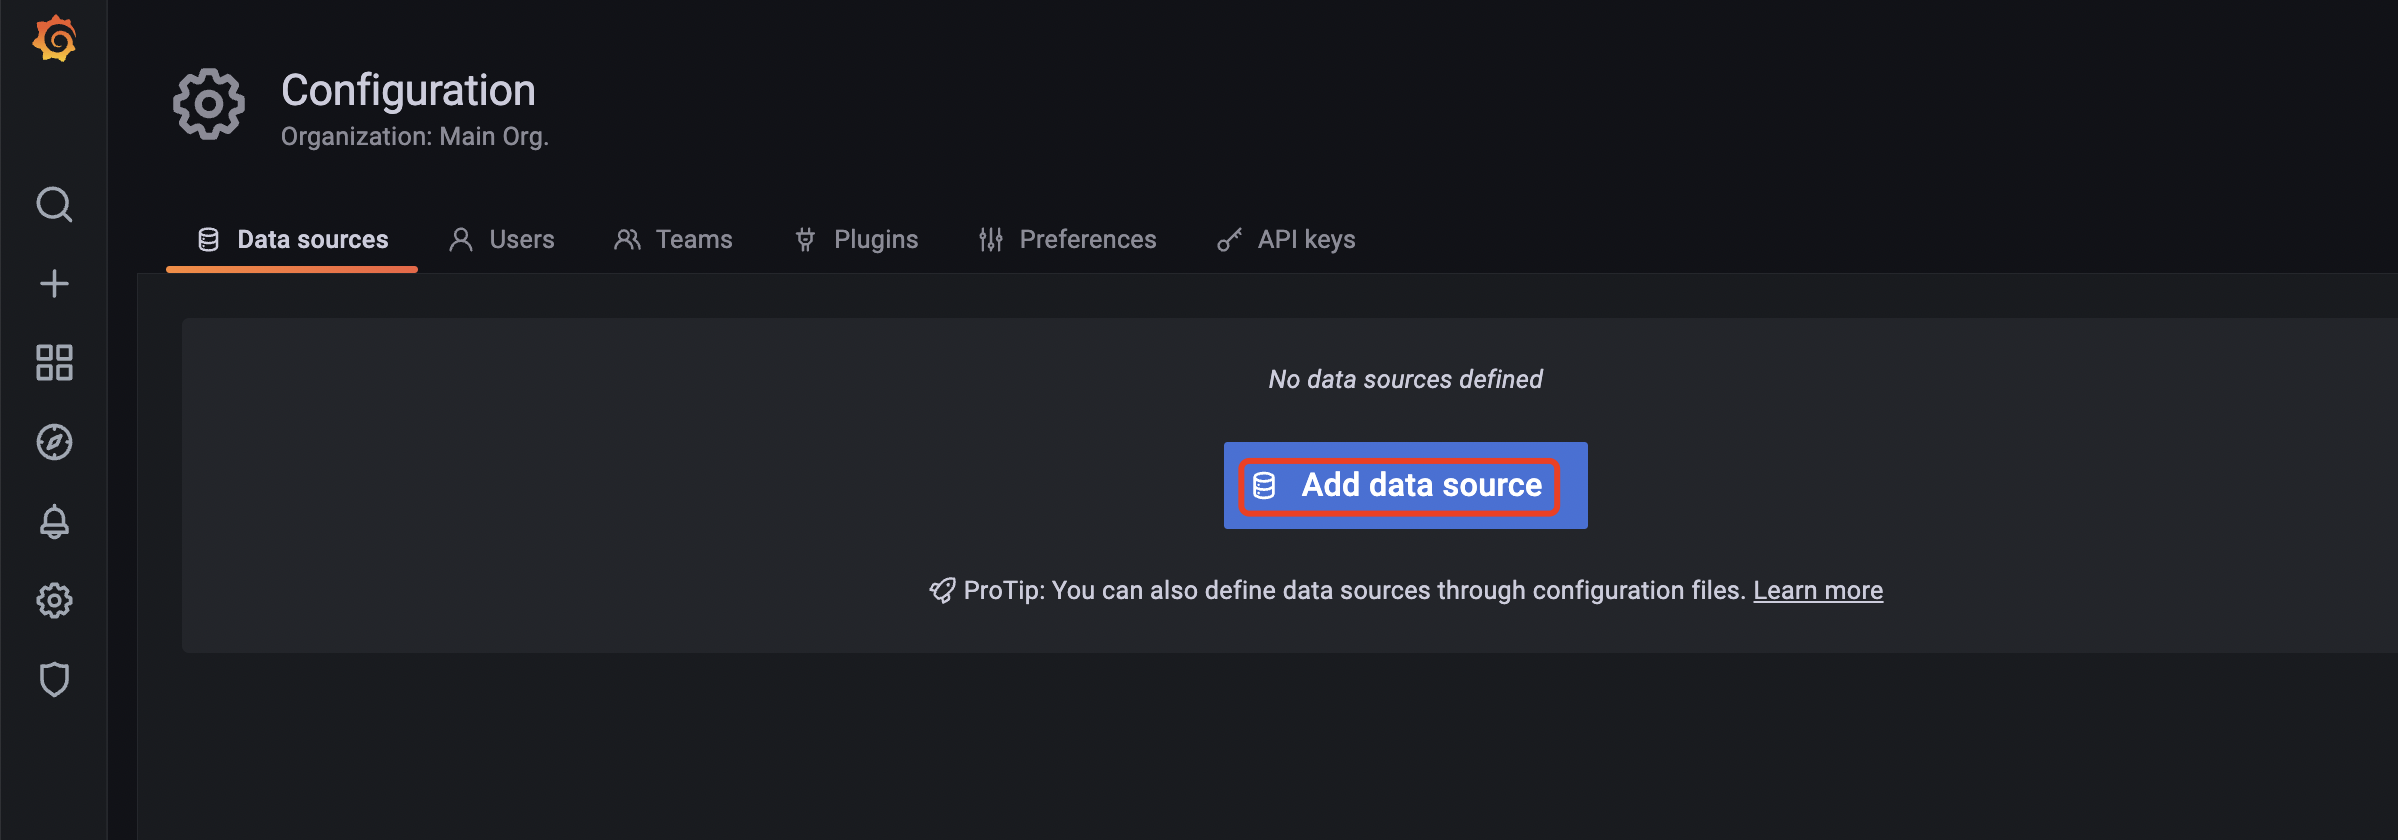 Configuration
Organization: Main Org.
Data sources Users Teams Plugins Preferences API keys
No data sources defined
Add data source
ProTip: You can also define data sources through configuration files. Learn more